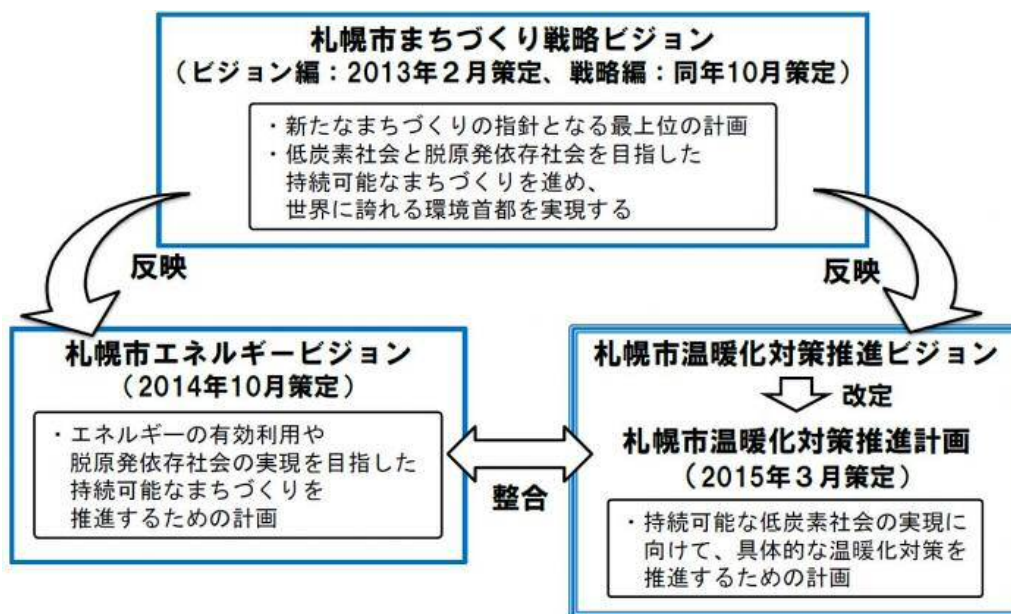 札幌市まちづくり戦略ビジョン
（ビジョン編：2013年２月策定、戦略編：同年10月策定）
・新たなまちづくりの指針となる最上位の計画
・低炭素社会と脱原発依存社会を目指した
持続可能なまちづくりを進め、
世界に誇れる環境首都を実現する
反映
反映
札幌市エネルギービジョン
（2014年10月策定）
・エネルギーの有効利用や
脱原発依存社会の実現を目指した
持続可能なまちづくりを
推進するための計画
整合
札幌市温暖化対策推進ビジョン
改定
札幌市温暖化対策推進計画
（2015年３月策定）
・持続可能な低炭素社会の実現に
向けて、具体的な温暖化対策を
推進するための計画